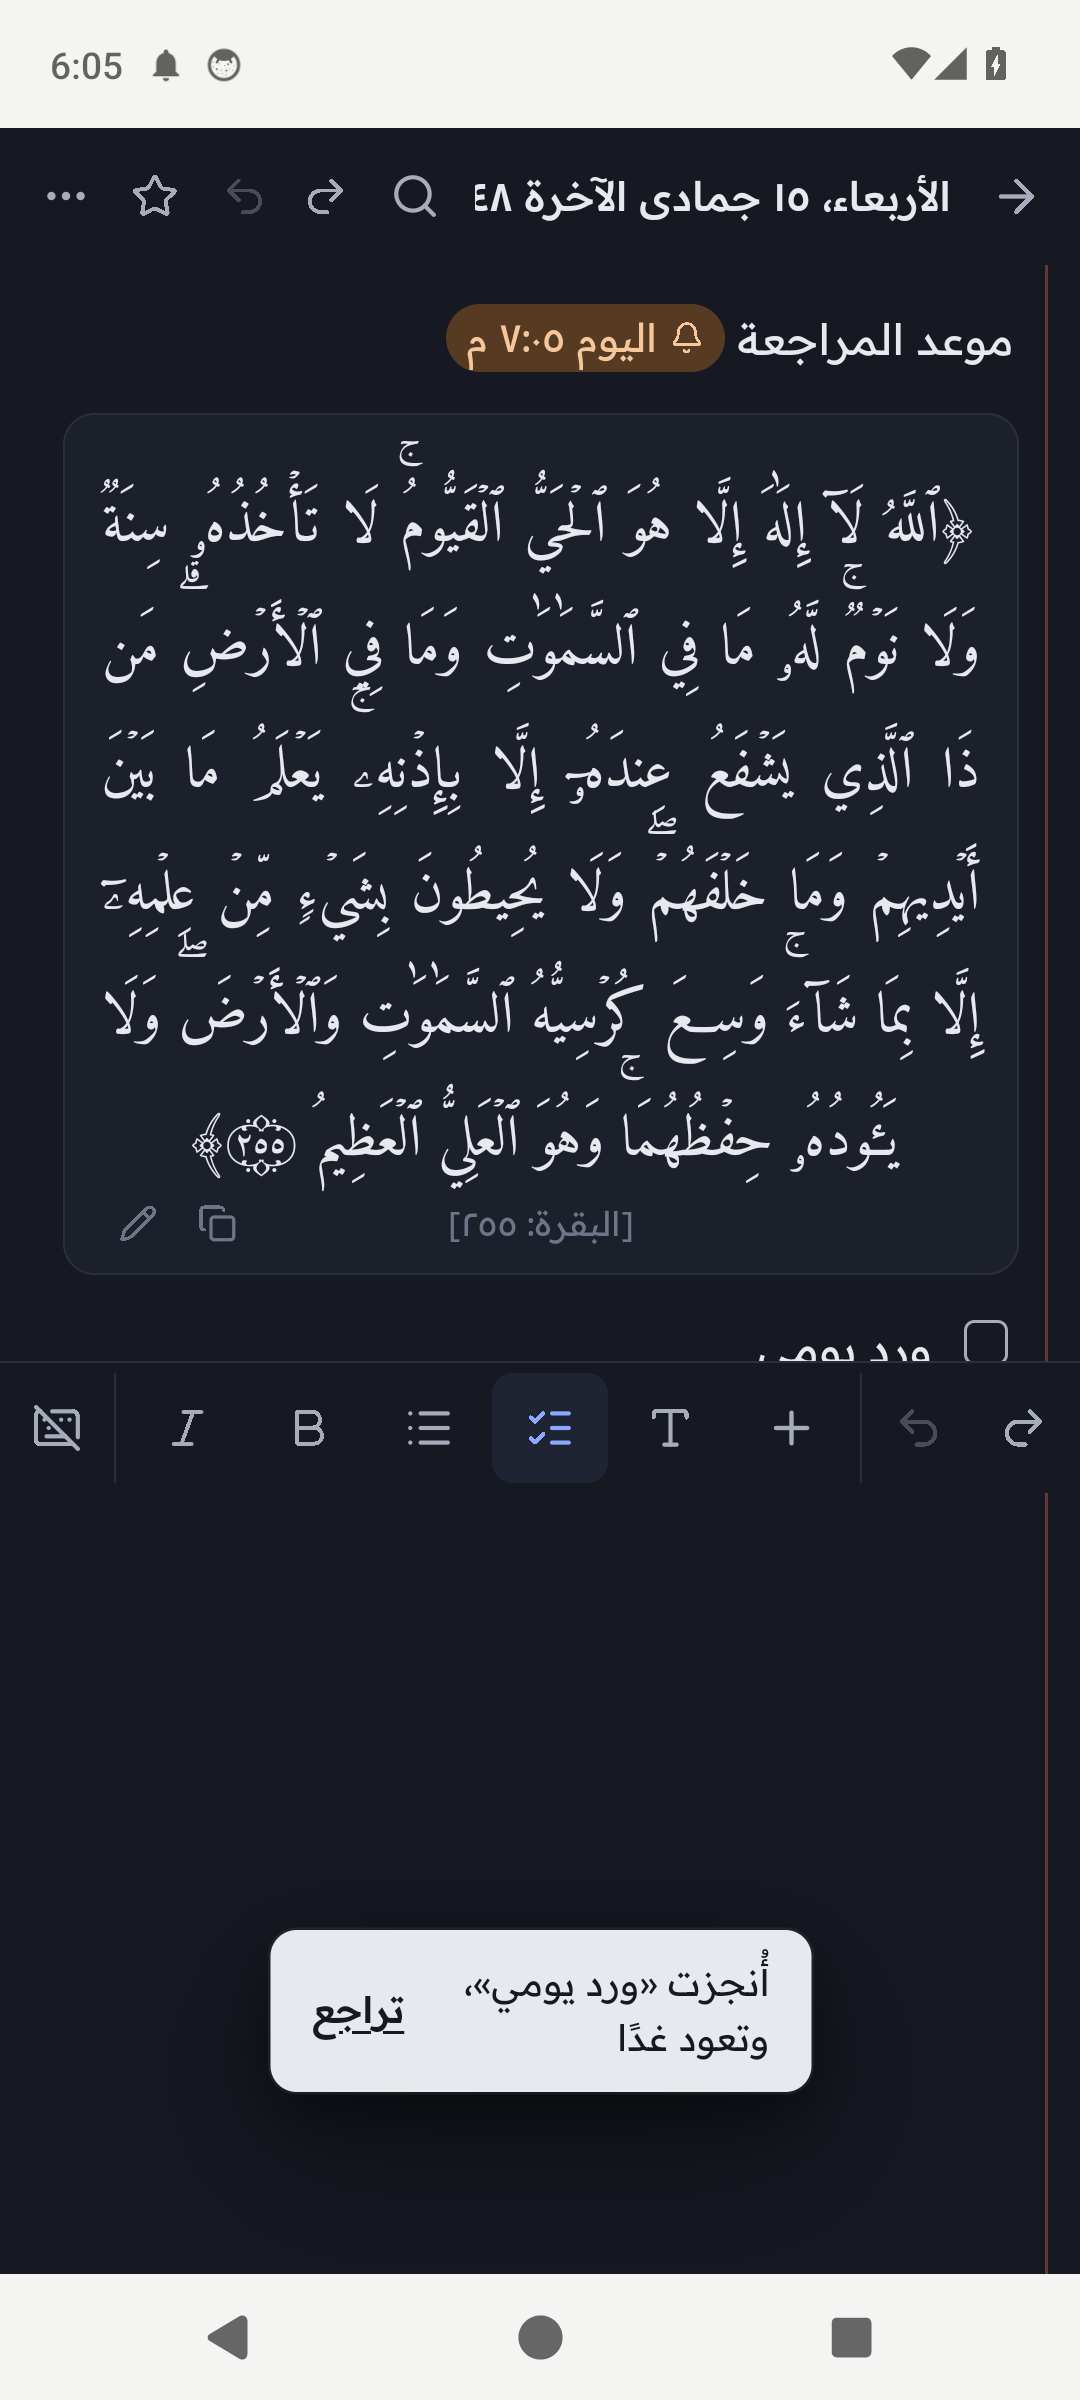 6:05
الأربعاء، ١٥ جمادى الآخرة ٤٨
موعد المراجعة اليوم ٧:٠٥ م
﴿ٱللَّهُ لَآ إِلَٰهَ إِلَّا هُوَ ٱلْحَيُّ ٱلْقَيُّومُ ۚ لَا تَأْخُذُهُۥ سِنَةٌ
وَلَا نَوْمٌ ۚ لَّهُۥ مَا فِي ٱلسَّمَٰوَٰتِ وَمَا فِي ٱلْأَرْضِ ۗ مَن
ذَا ٱلَّذِي يَشْفَعُ عِندَهُۥٓ إِلَّا بِإِذْنِهِۦ ۚ يَعْلَمُ مَا بَيْنَ
أَيْدِيهِمْ وَمَا خَلْفَهُمْ ۖ وَلَا يُحِيطُونَ بِشَيْءٍ مِّنْ عِلْمِهِۦٓ
إِلَّا بِمَا شَآءَ ۚ وَسِعَ كُرْسِيُّهُ ٱلسَّمَٰوَٰتِ وَٱلْأَرْضَ ۖ وَلَا
يَـُٔودُهُۥ حِفْظُهُمَا ۚ وَهُوَ ٱلْعَلِيُّ ٱلْعَظِيمُ ٢٥٥﴾
[البقرة: ٢٥٥]
ورد يومي
B I T
أُنجزت «ورد يومي»،
وتعود غدًا
تراجع